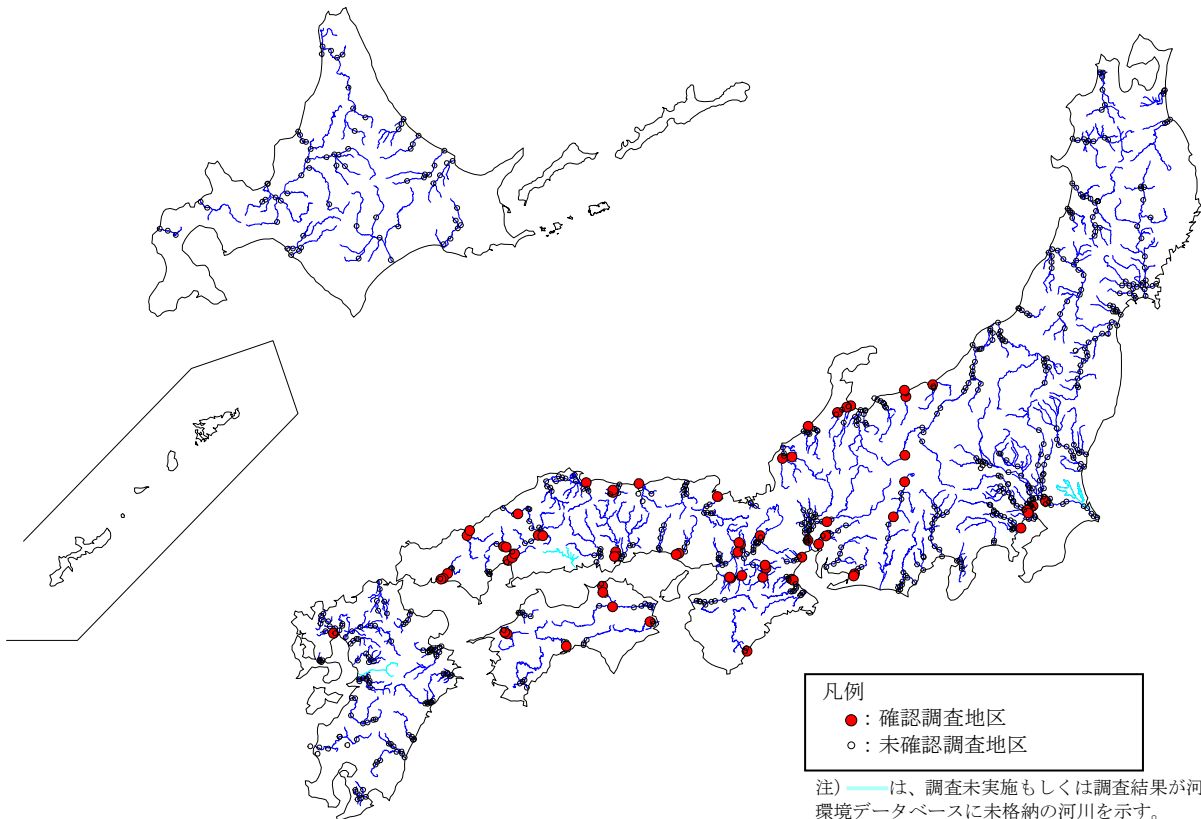 凡例
●：確認調査地区
○：未確認調査地区
注）━━は、調査未実施もしくは調査結果が河
環境データベースに未格納の河川を示す。